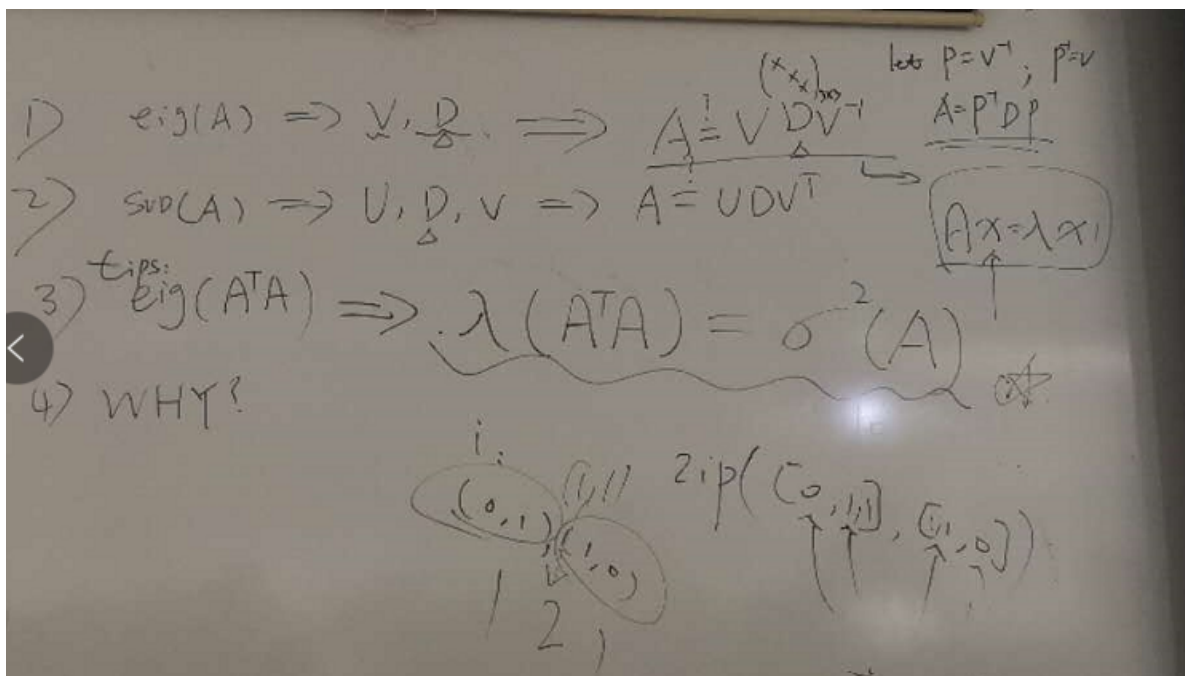 let P=V⁻¹, P⁻¹=V
1) eig(A) => V, D => A ≟ V D V⁻¹
(x x x)₃ₓ₃
A=P⁻¹DP
2) SVD(A) => U, D, V => A ≟ UDVᵀ
Ax=λx
tips:
3) eig(AᵀA) => λ(AᵀA) = σ²(A)
4) WHY?
i.
(0,1), (1,1) (1,0)
zip([0,1,1], [1,1,0])
1 2